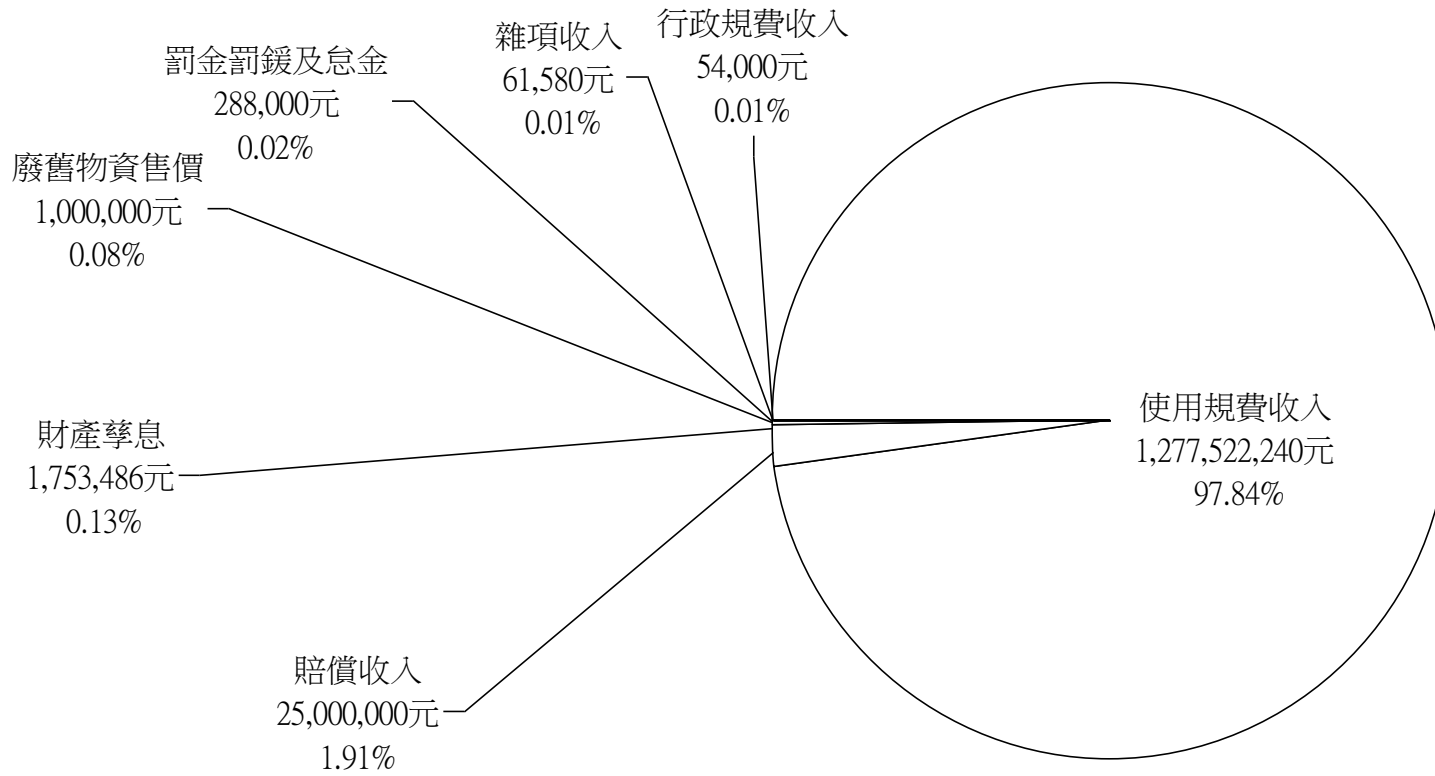 行政規費收入
54,000元
0.01%
雜項收入
61,580元
0.01%
罰金罰鍰及怠金
288,000元
0.02%
廢舊物資售價
1,000,000元
0.08%
財產孳息
1,753,486元
0.13%
賠償收入
25,000,000元
1.91%
使用規費收入
1,277,522,240元
97.84%